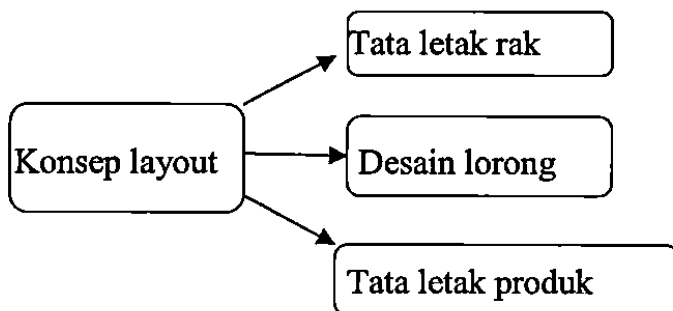 Tata letak rak
Konsep layout
Desain lorong
Tata letak produk